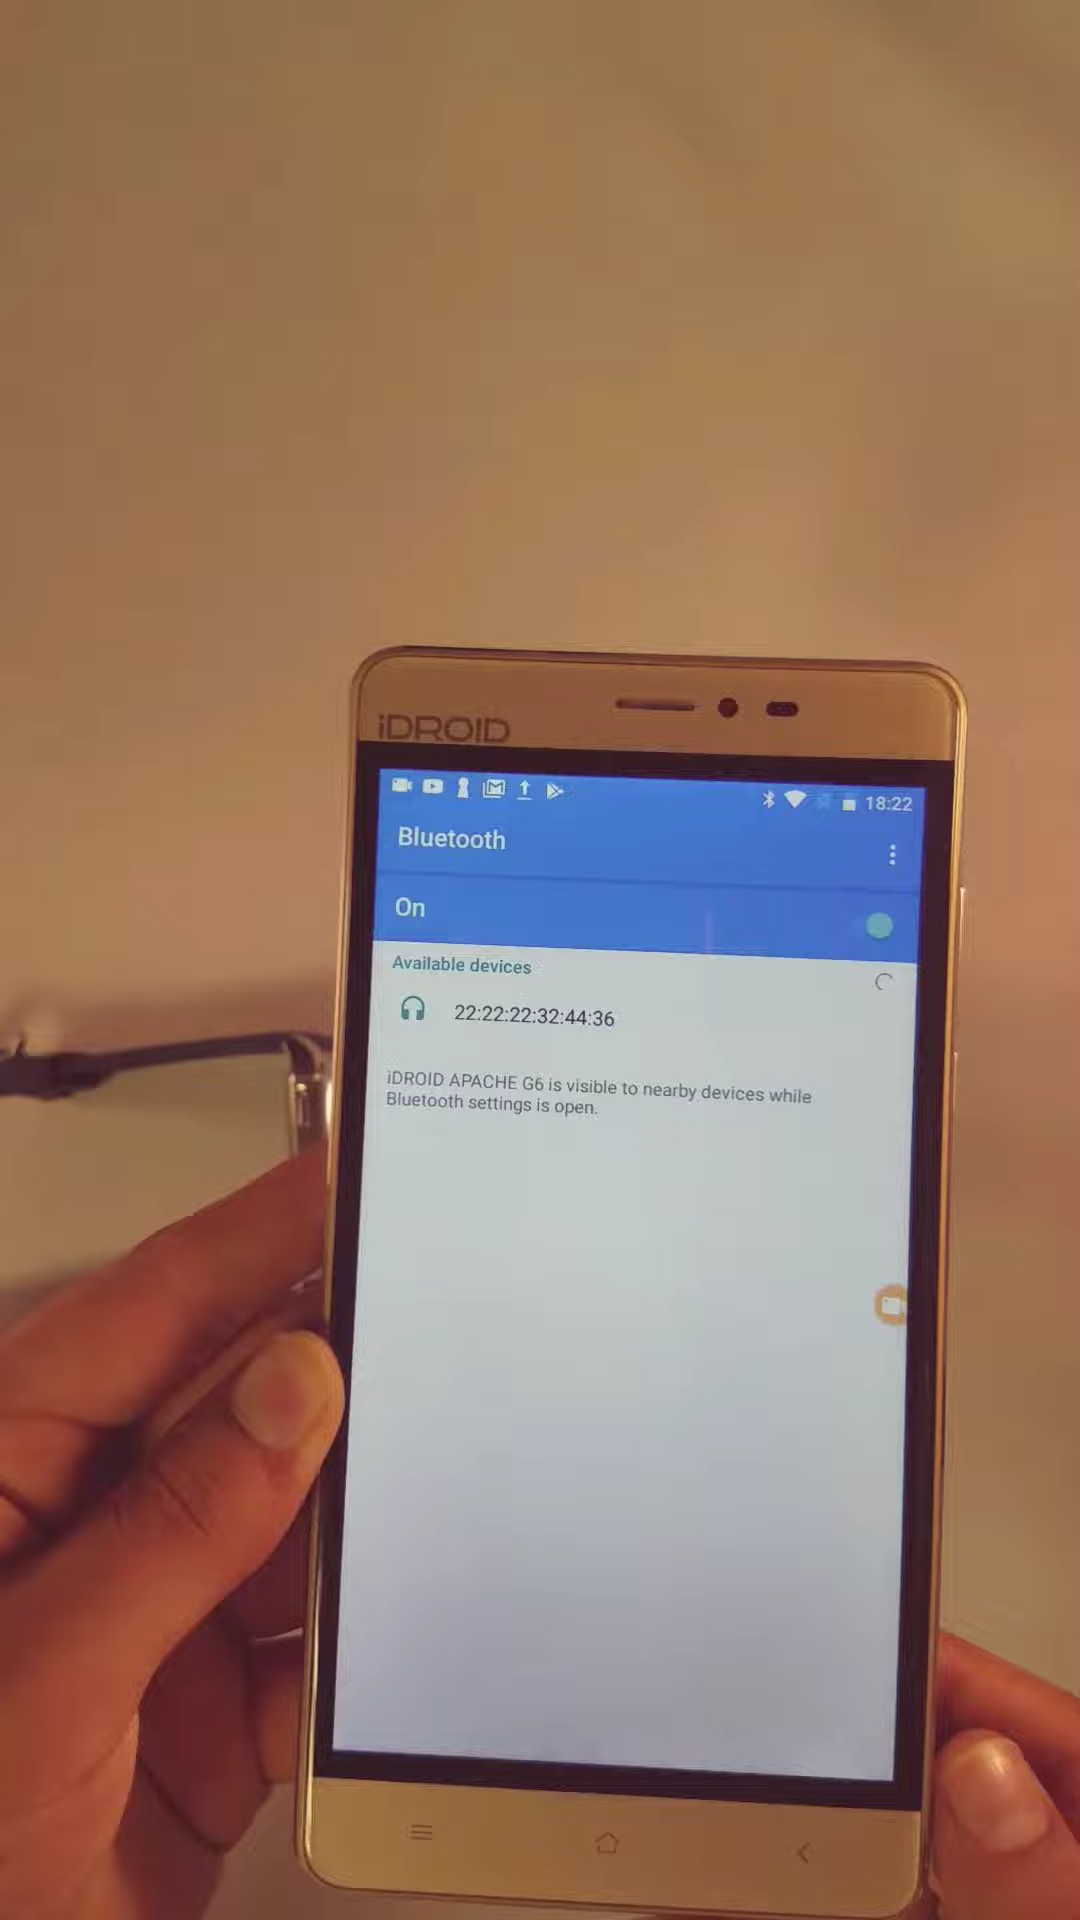 iDROID
18:22
Bluetooth
On
Available devices
22:22:22:32:44:36
iDROID APACHE G6 is visible to nearby devices while
Bluetooth settings is open.